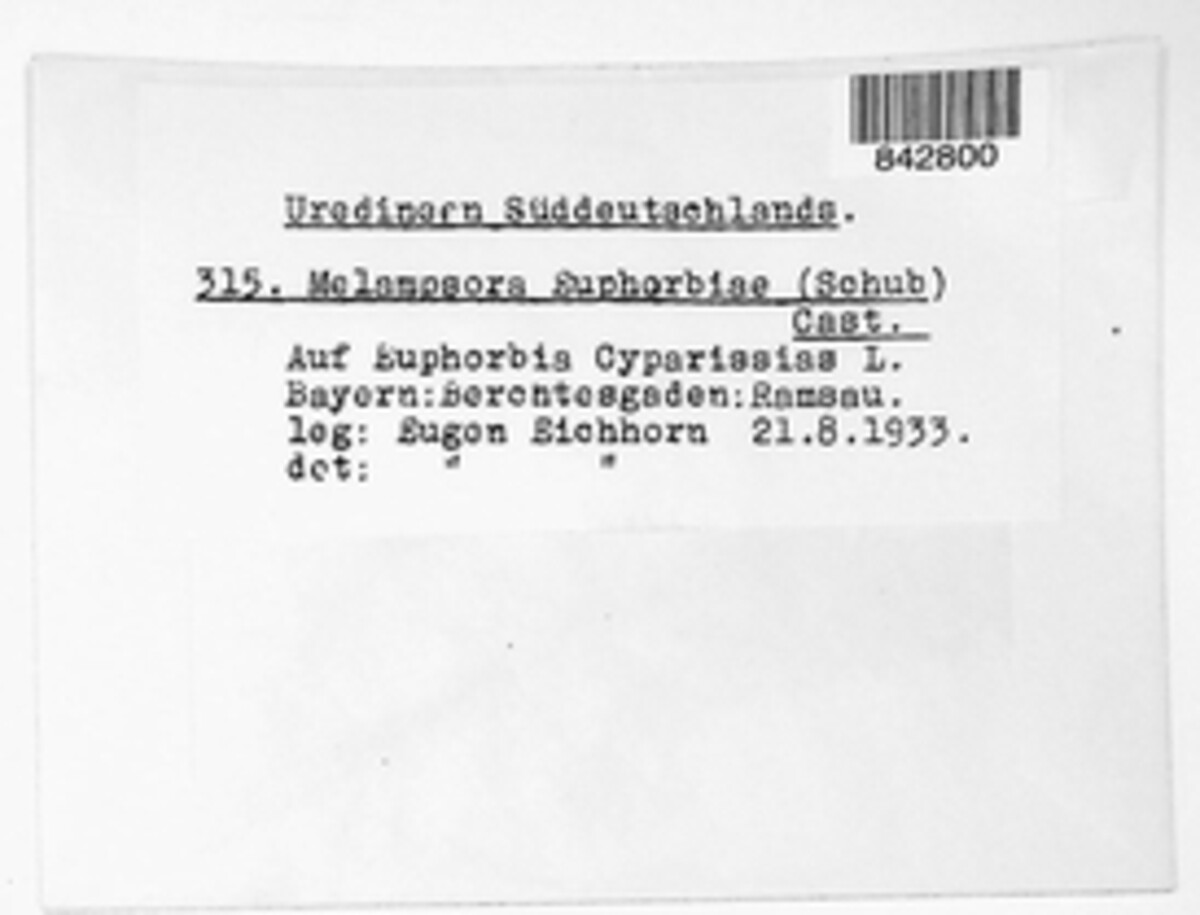 842800
Uredineen Süddeutschlands.
315. Melampsora Euphorbiae (Schub)
Cast.
Auf Euphorbia Cyparissias L.
Bayern:Berchtesgaden:Ramsau.
leg: Eugen Eichhorn 21.8.1933.
det: " "